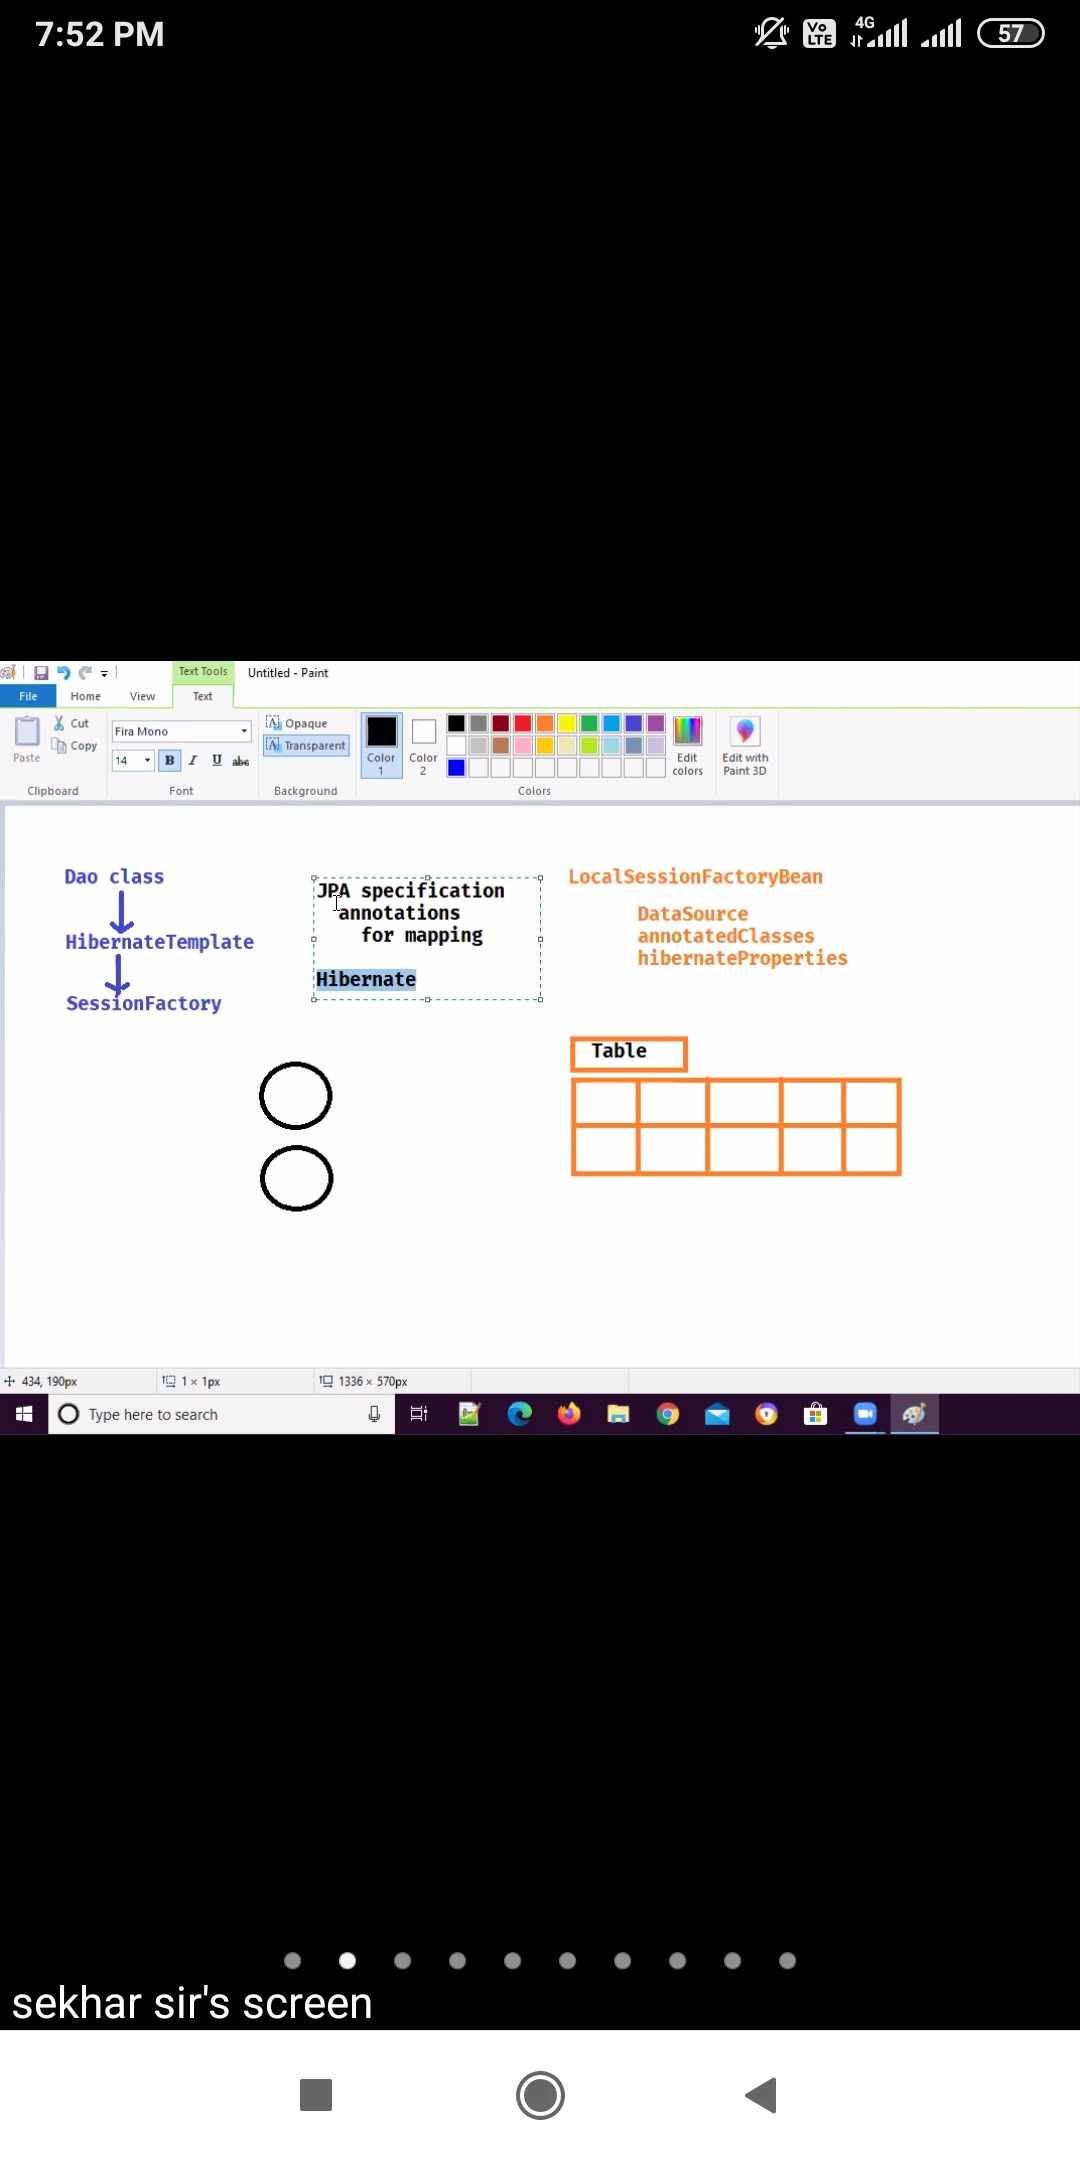 7:52 PM
Vo LTE
4G
57
Text Tools
Untitled - Paint
File
Home
View
Text
Paste
Cut
Copy
Clipboard
Fira Mono
14
B I U abc
Font
Opaque
Transparent
Background
Color 1
Color 2
Edit colors
Edit with Paint 3D
Colors
Dao class
HibernateTemplate
SessionFactory
JPA specification
annotations
for mapping
Hibernate
LocalSessionFactoryBean
DataSource
annotatedClasses
hibernateProperties
Table
434, 190px
1 × 1px
1336 × 570px
Type here to search
sekhar sir's screen